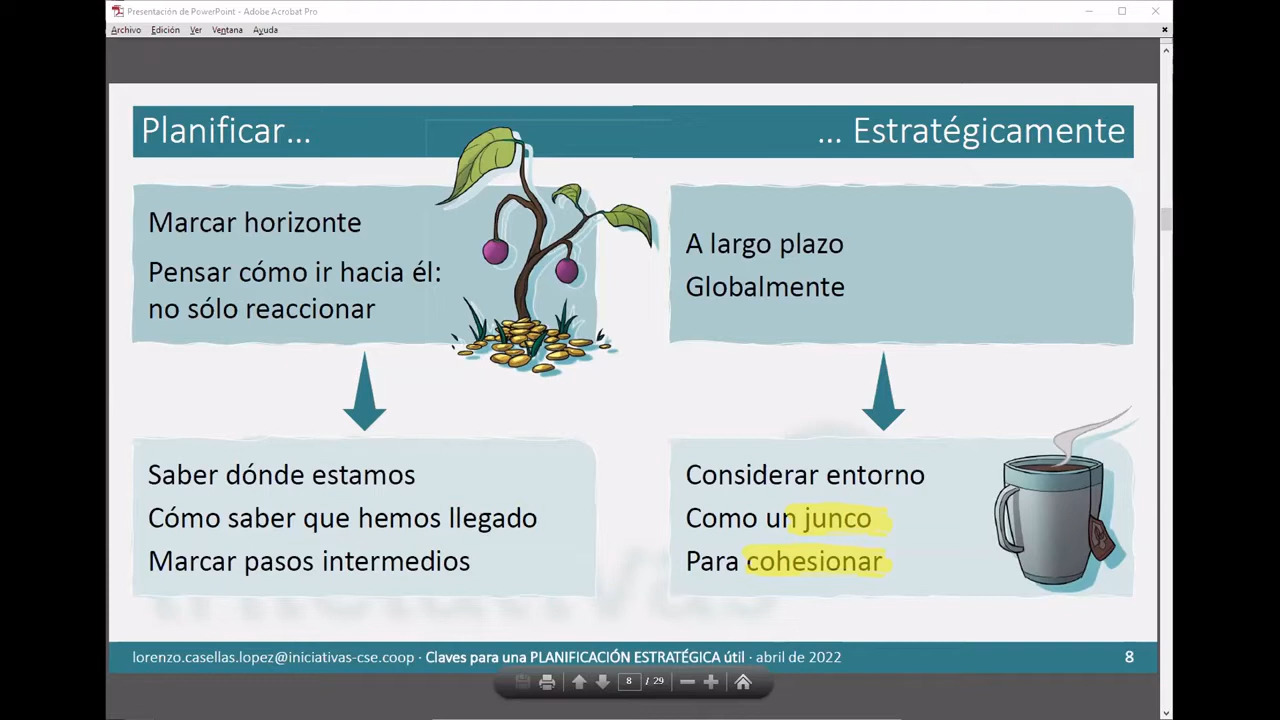 Presentación de PowerPoint - Adobe Acrobat Pro
Archivo Edición Ver Ventana Ayuda
Planificar...
... Estratégicamente
Marcar horizonte
Pensar cómo ir hacia él:
no sólo reaccionar
A largo plazo
Globalmente
Saber dónde estamos
Cómo saber que hemos llegado
Marcar pasos intermedios
Considerar entorno
Como un junco
Para cohesionar
lorenzo.casellas.lopez@iniciativas-cse.coop · Claves para una PLANIFICACIÓN ESTRATÉGICA útil · abril de 2022
8
8 / 29